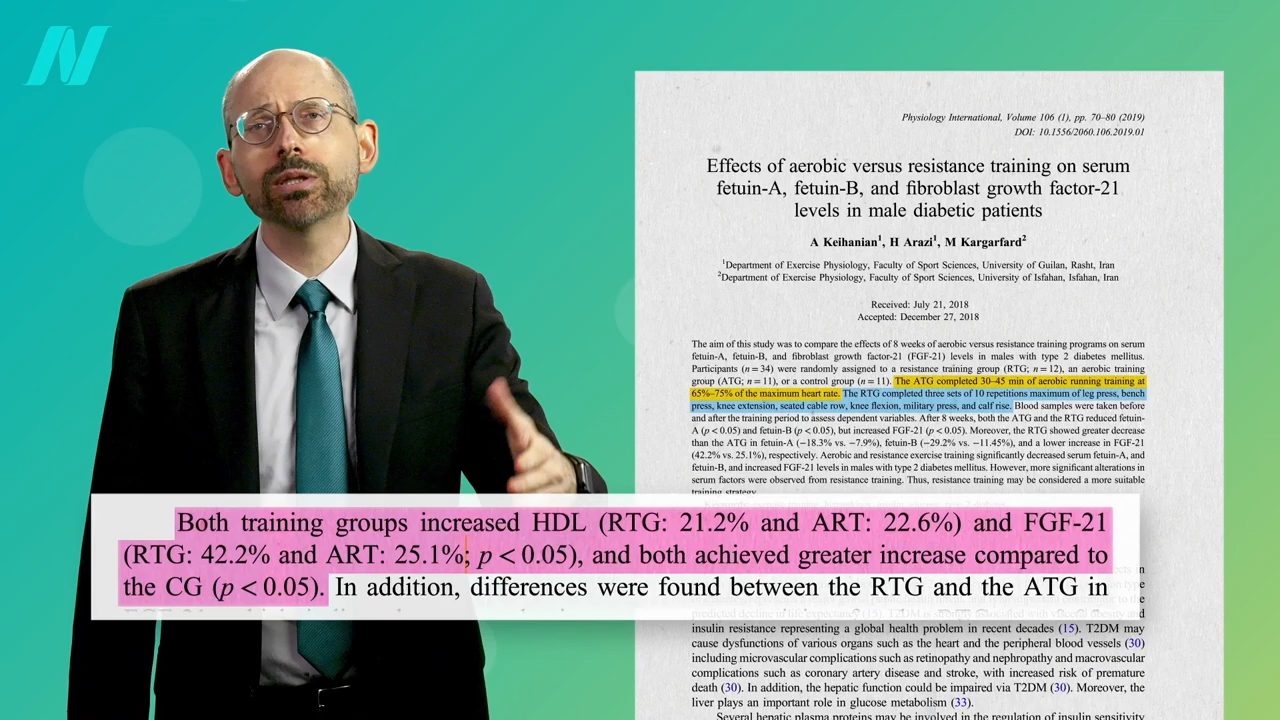 N
Physiology International, Volume 106 (1), pp. 70–80 (2019)
DOI: 10.1556/2060.106.2019.01
Effects of aerobic versus resistance training on serum
fetuin-A, fetuin-B, and fibroblast growth factor-21
levels in male diabetic patients
A Keihanian1, H Arazi1, M Kargarfard2
1Department of Exercise Physiology, Faculty of Sport Sciences, University of Guilan, Rasht, Iran
2Department of Exercise Physiology, Faculty of Sport Sciences, University of Isfahan, Isfahan, Iran
Received: July 21, 2018
Accepted: December 27, 2018
The aim of this study was to compare the effects of 8 weeks of aerobic versus resistance training programs on serum
fetuin-A, fetuin-B, and fibroblast growth factor-21 (FGF-21) levels in males with type 2 diabetes mellitus.
Participants (n = 34) were randomly assigned to a resistance training group (RTG; n = 12), an aerobic training
group (ATG; n = 11), or a control group (n = 11). The ATG completed 30–45 min of aerobic running training at
65%–75% of the maximum heart rate. The RTG completed three sets of 10 repetitions maximum of leg press, bench
press, knee extension, seated cable row, knee flexion, military press, and calf rise. Blood samples were taken before
and after the training period to assess dependent variables. After 8 weeks, both the ATG and the RTG reduced fetuin-
A (p < 0.05) and fetuin-B (p < 0.05), but increased FGF-21 (p < 0.05). Moreover, the RTG showed greater decrease
than the ATG in fetuin-A (−18.3% vs. −7.9%), fetuin-B (−29.2% vs. −11.45%), and a lower increase in FGF-21
(42.2% vs. 25.1%), respectively. Aerobic and resistance exercise training significantly decreased serum fetuin-A, and
fetuin-B, and increased FGF-21 levels in males with type 2 diabetes mellitus. However, more significant alterations in
serum factors were observed from resistance training. Thus, resistance training may be considered a more suitable
training strategy.
Both training groups increased HDL (RTG: 21.2% and ART: 22.6%) and FGF-21
(RTG: 42.2% and ART: 25.1%; p < 0.05), and both achieved greater increase compared to
the CG (p < 0.05). In addition, differences were found between the RTG and the ATG in
insulin resistance representing a global health problem in recent decades (15). T2DM may
cause dysfunctions of various organs such as the heart and the peripheral blood vessels (30)
including microvascular complications such as retinopathy and nephropathy and macrovascular
complications such as coronary artery disease and stroke, with increased risk of premature
death (30). In addition, the hepatic function could be impaired via T2DM (30). Moreover, the
liver plays an important role in glucose metabolism (33).
Several hepatic plasma proteins may be involved in the regulation of insulin sensitivity